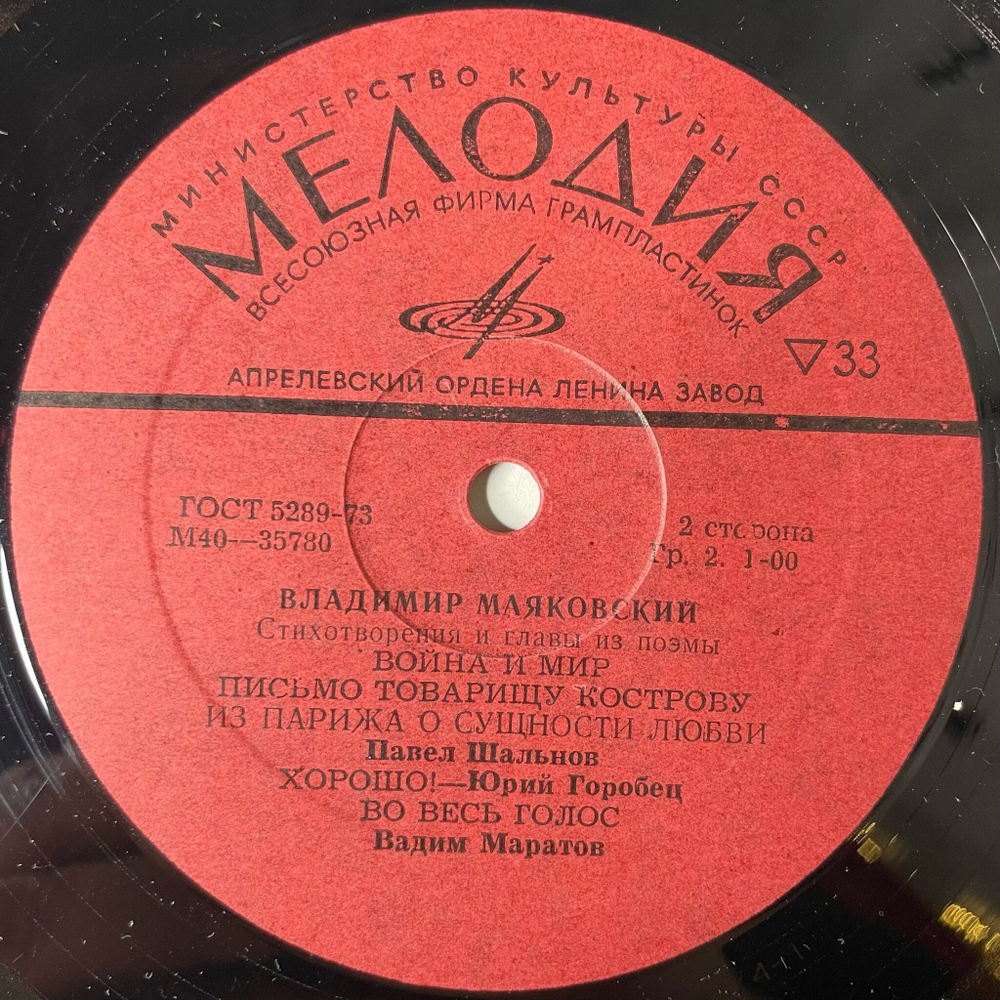 МИНИСТЕРСТВО КУЛЬТУРЫ СССР
МЕЛОДИЯ
ВСЕСОЮЗНАЯ ФИРМА ГРАМПЛАСТИНОК
33
АПРЕЛЕВСКИЙ ОРДЕНА ЛЕНИНА ЗАВОД
ГОСТ 5289-73
М40—35780
2 сторона
Гр. 2. 1-00
ВЛАДИМИР МАЯКОВСКИЙ
Стихотворения и главы из поэмы
ВОЙНА И МИР
ПИСЬМО ТОВАРИЩУ КОСТРОВУ
ИЗ ПАРИЖА О СУЩНОСТИ ЛЮБВИ
Павел Шальнов
ХОРОШО!—Юрий Горобец
ВО ВЕСЬ ГОЛОС
Вадим Маратов